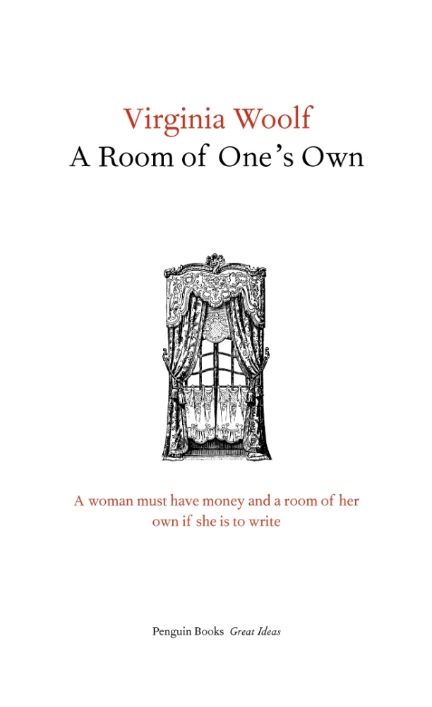 Virginia Woolf
A Room of One's Own
A woman must have money and a room of her
own if she is to write
Penguin Books Great Ideas